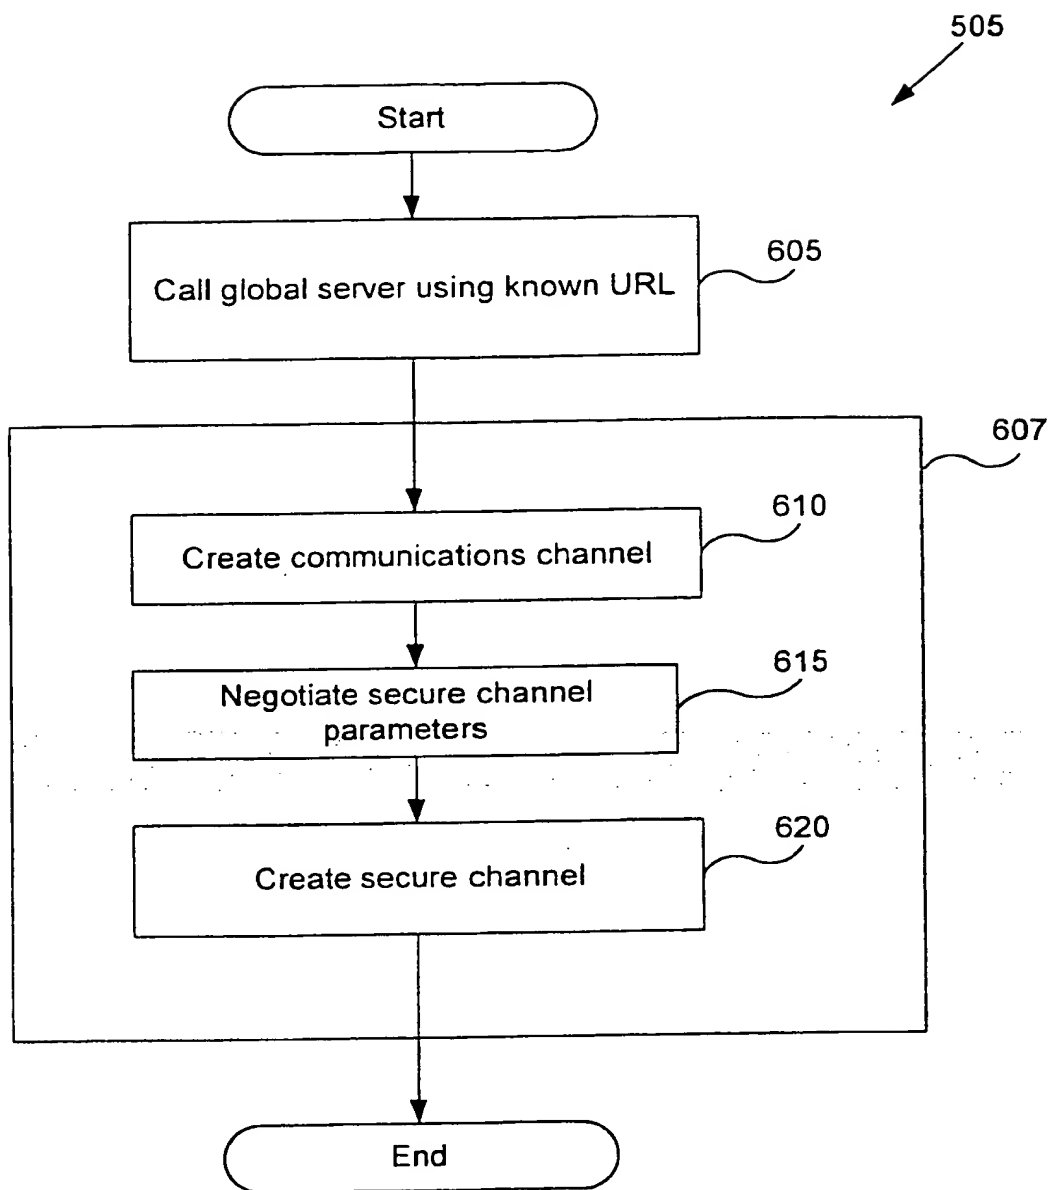 505
Start
Call global server using known URL
605
607
Create communications channel
610
Negotiate secure channel
parameters
615
Create secure channel
620
End